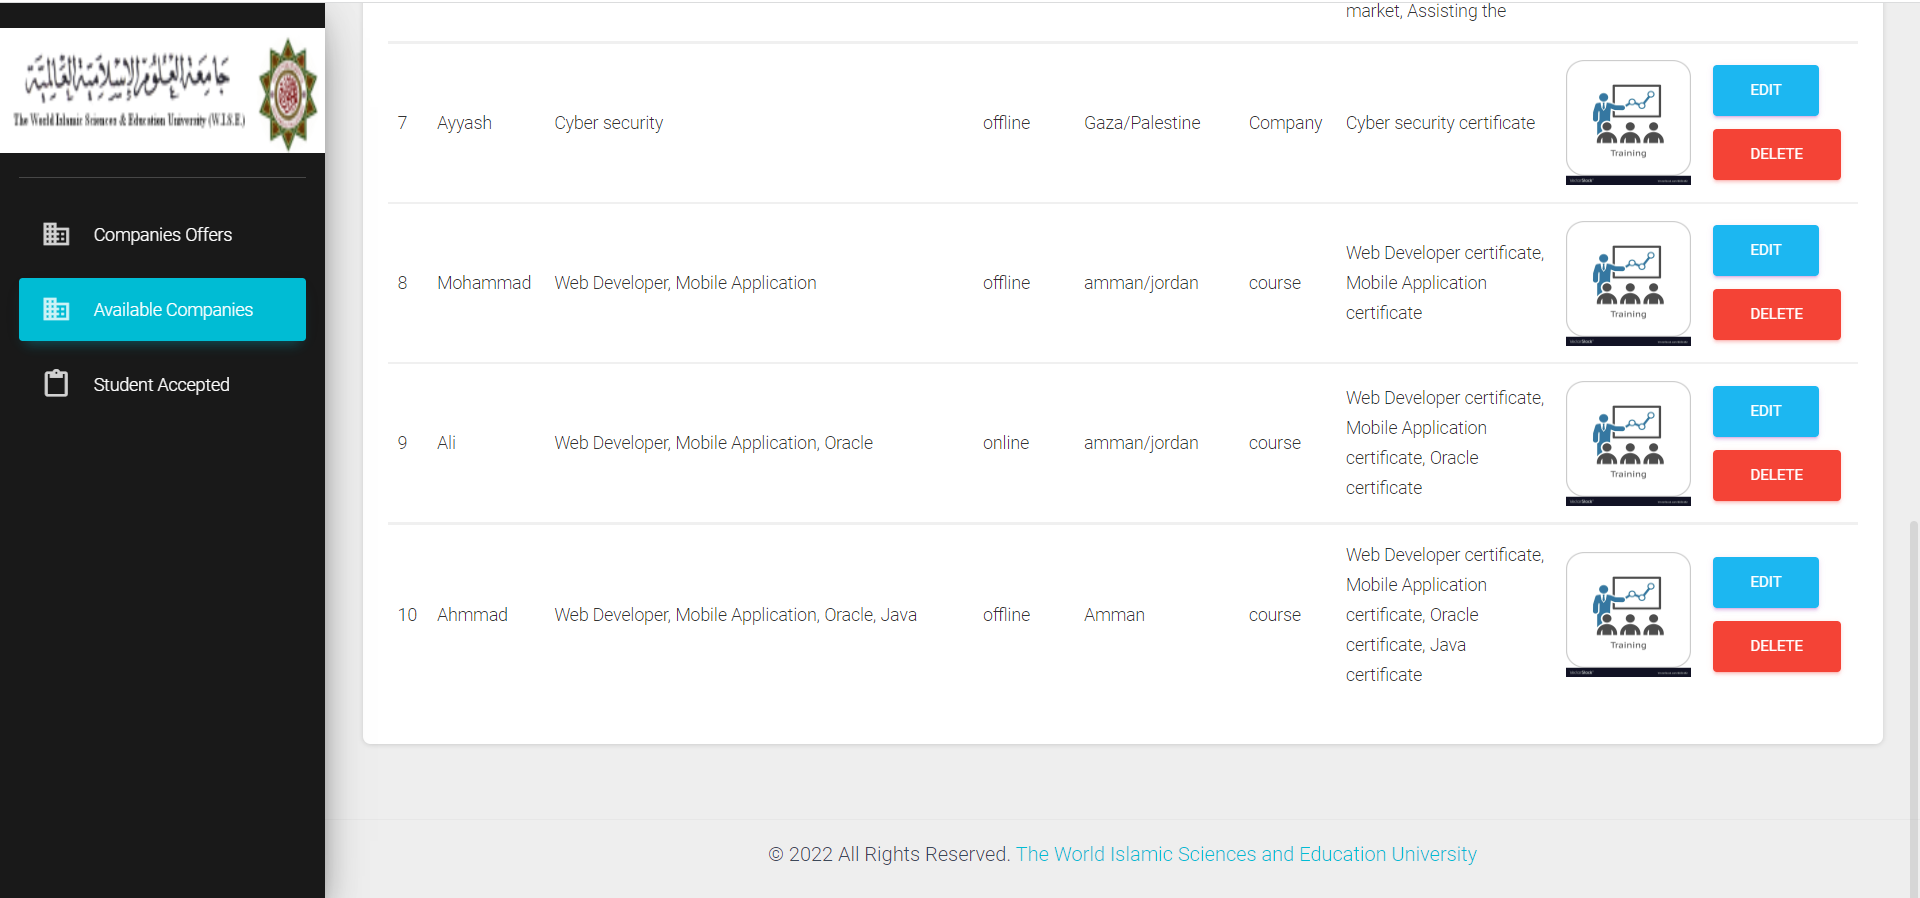 جامعة العلوم الإسلامية العالمية
The World Islamic Sciences & Education University (W.I.S.E.)
Companies Offers
Available Companies
Student Accepted
market, Assisting the
7 Ayyash Cyber security offline Gaza/Palestine Company Cyber security certificate
Training
EDIT
DELETE
8 Mohammad Web Developer, Mobile Application offline amman/jordan course
Web Developer certificate,
Mobile Application
certificate
Training
EDIT
DELETE
9 Ali Web Developer, Mobile Application, Oracle online amman/jordan course
Web Developer certificate,
Mobile Application
certificate, Oracle
certificate
Training
EDIT
DELETE
10 Ahmmad Web Developer, Mobile Application, Oracle, Java offline Amman course
Web Developer certificate,
Mobile Application
certificate, Oracle
certificate, Java
certificate
Training
EDIT
DELETE
© 2022 All Rights Reserved. The World Islamic Sciences and Education University